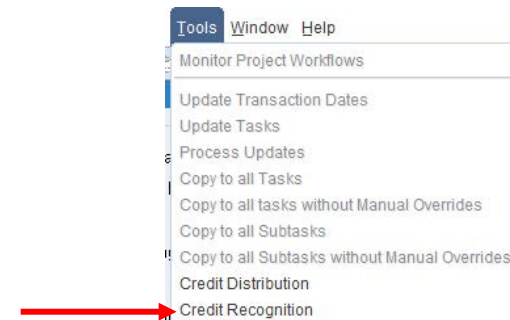 Tools Window Help
Monitor Project Workflows
Update Transaction Dates
Update Tasks
Process Updates
Copy to all Tasks
Copy to all tasks without Manual Overrides
Copy to all Subtasks
Copy to all Subtasks without Manual Overrides
Credit Distribution
Credit Recognition